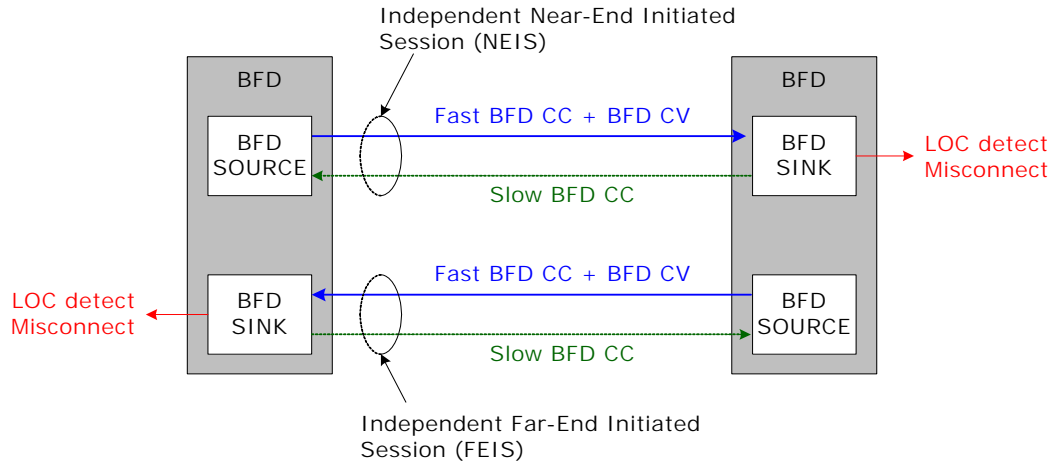 Independent Near-End Initiated
Session (NEIS)
BFD
BFD
Fast BFD CC + BFD CV
BFD
SOURCE
BFD
SINK
LOC detect
Misconnect
Slow BFD CC
Fast BFD CC + BFD CV
LOC detect
Misconnect
BFD
SINK
BFD
SOURCE
Slow BFD CC
Independent Far-End Initiated
Session (FEIS)